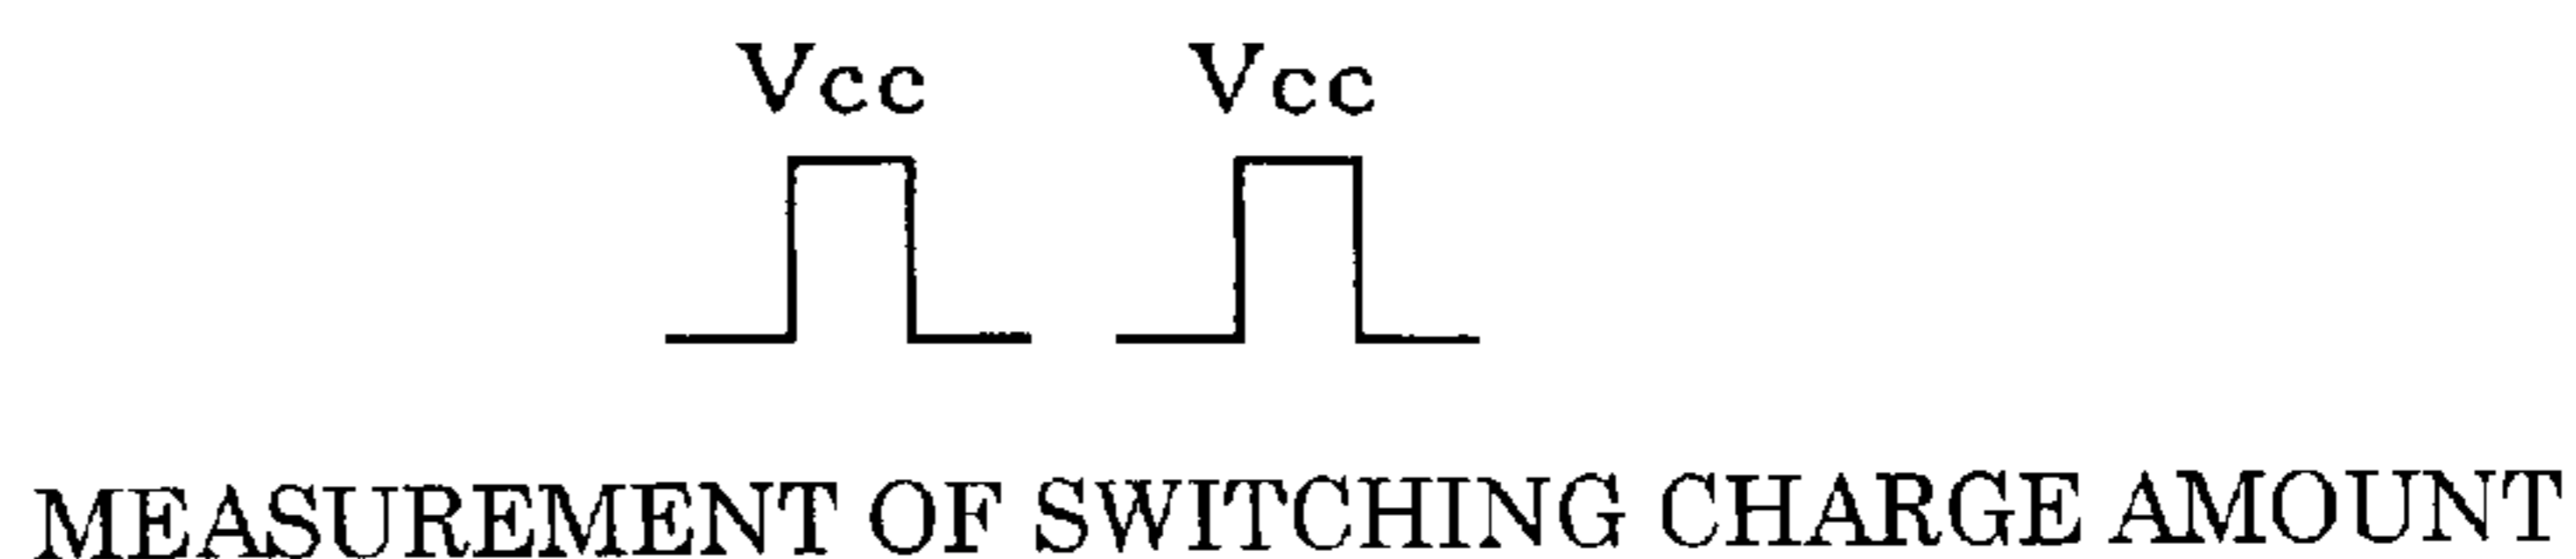 Vcc Vcc
MEASUREMENT OF SWITCHING CHARGE AMOUNT